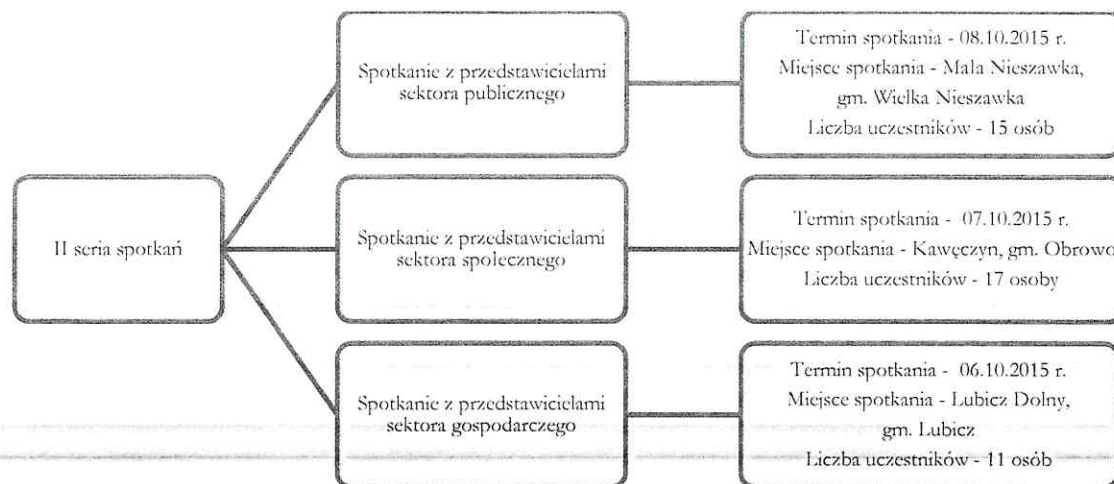 II seria spotkań
Spotkanie z przedstawicielami
sektora publicznego
Termin spotkania - 08.10.2015 r.
Miejsce spotkania - Mała Nieszawka,
gm. Wielka Nieszawka
Liczba uczestników - 15 osób
Spotkanie z przedstawicielami
sektora społecznego
Termin spotkania - 07.10.2015 r.
Miejsce spotkania - Kawęczyn, gm. Obrowo
Liczba uczestników - 17 osoby
Spotkanie z przedstawicielami
sektora gospodarczego
Termin spotkania - 06.10.2015 r.
Miejsce spotkania - Lubicz Dolny,
gm. Lubicz
Liczba uczestników - 11 osób